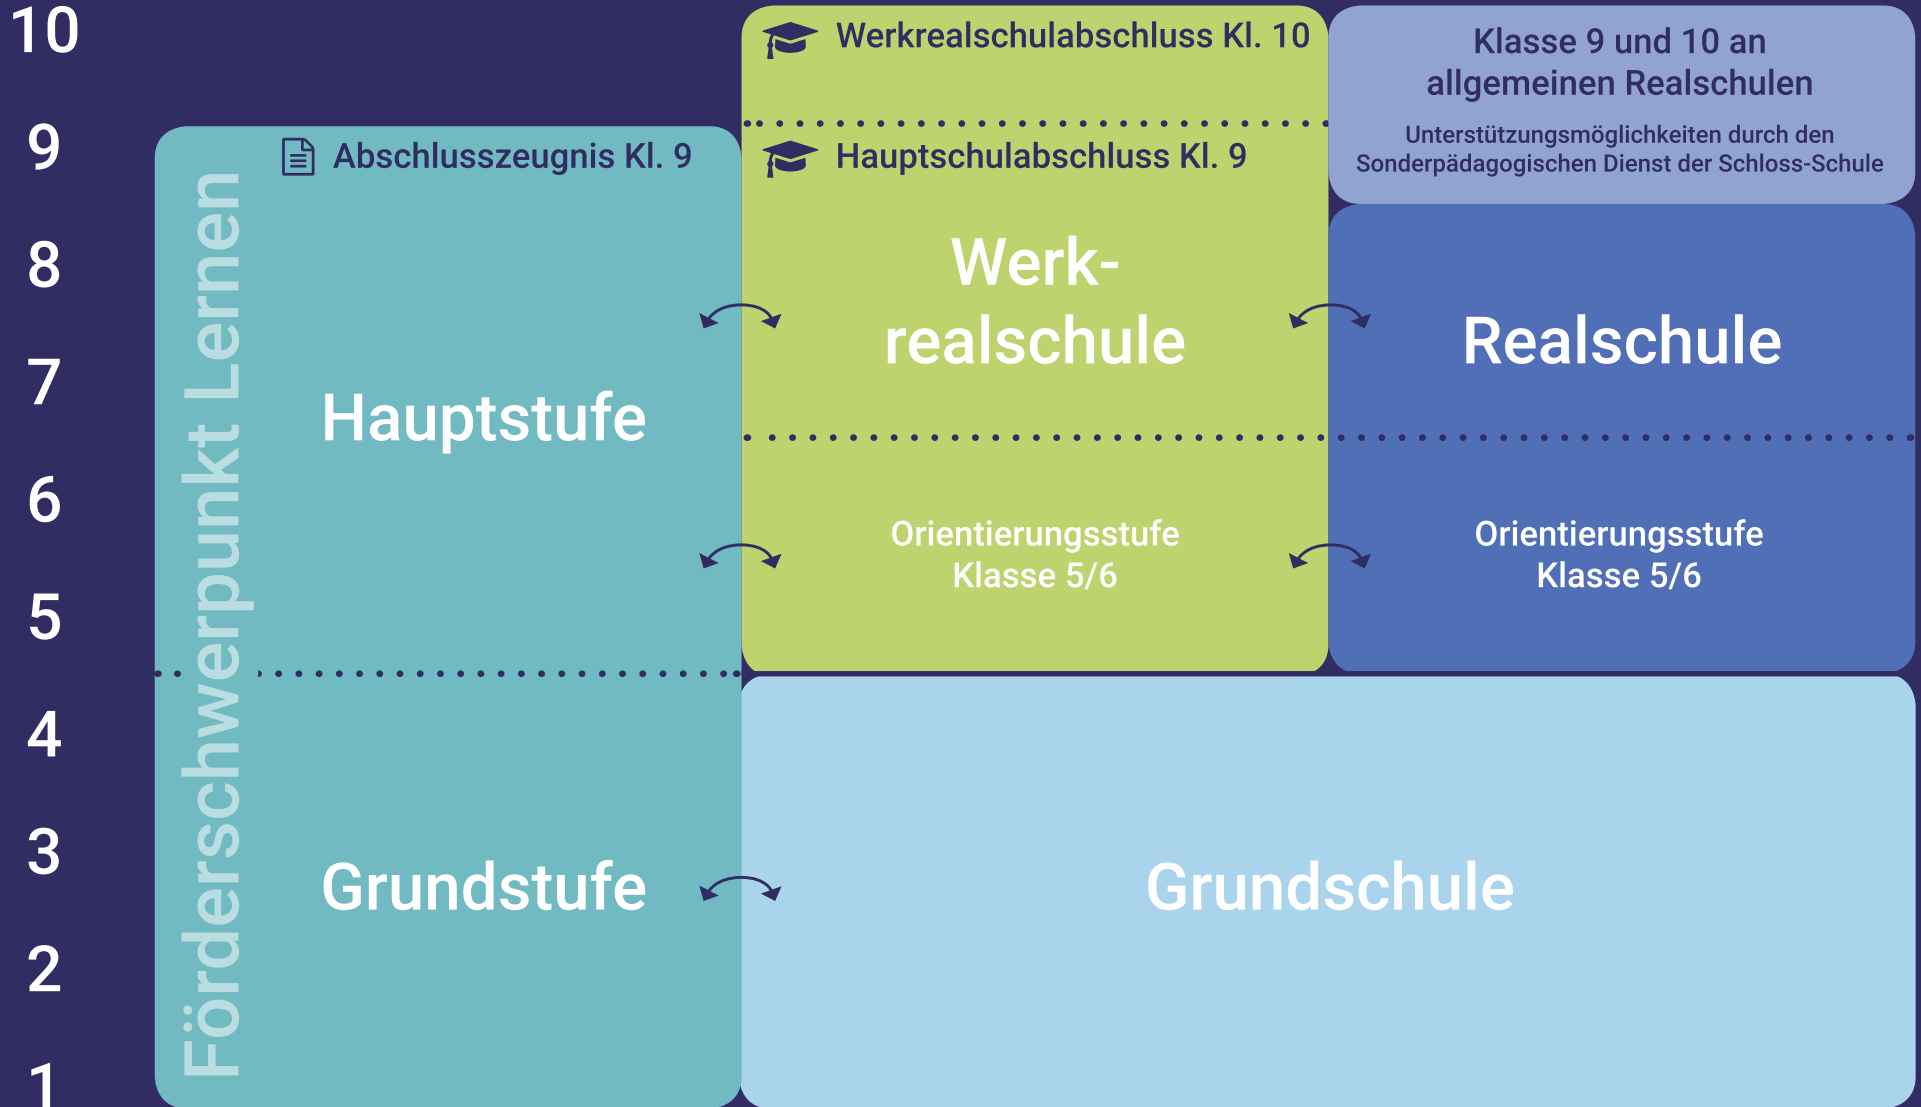 10
9
8
7
6
5
4
3
2
1
Förderschwerpunkt Lernen
Abschlusszeugnis Kl. 9
Hauptstufe
Grundstufe
Werkrealschulabschluss Kl. 10
Hauptschulabschluss Kl. 9
Werk-
realschule
Orientierungsstufe
Klasse 5/6
Klasse 9 und 10 an
allgemeinen Realschulen
Unterstützungsmöglichkeiten durch den
Sonderpädagogischen Dienst der Schloss-Schule
Realschule
Orientierungsstufe
Klasse 5/6
Grundschule